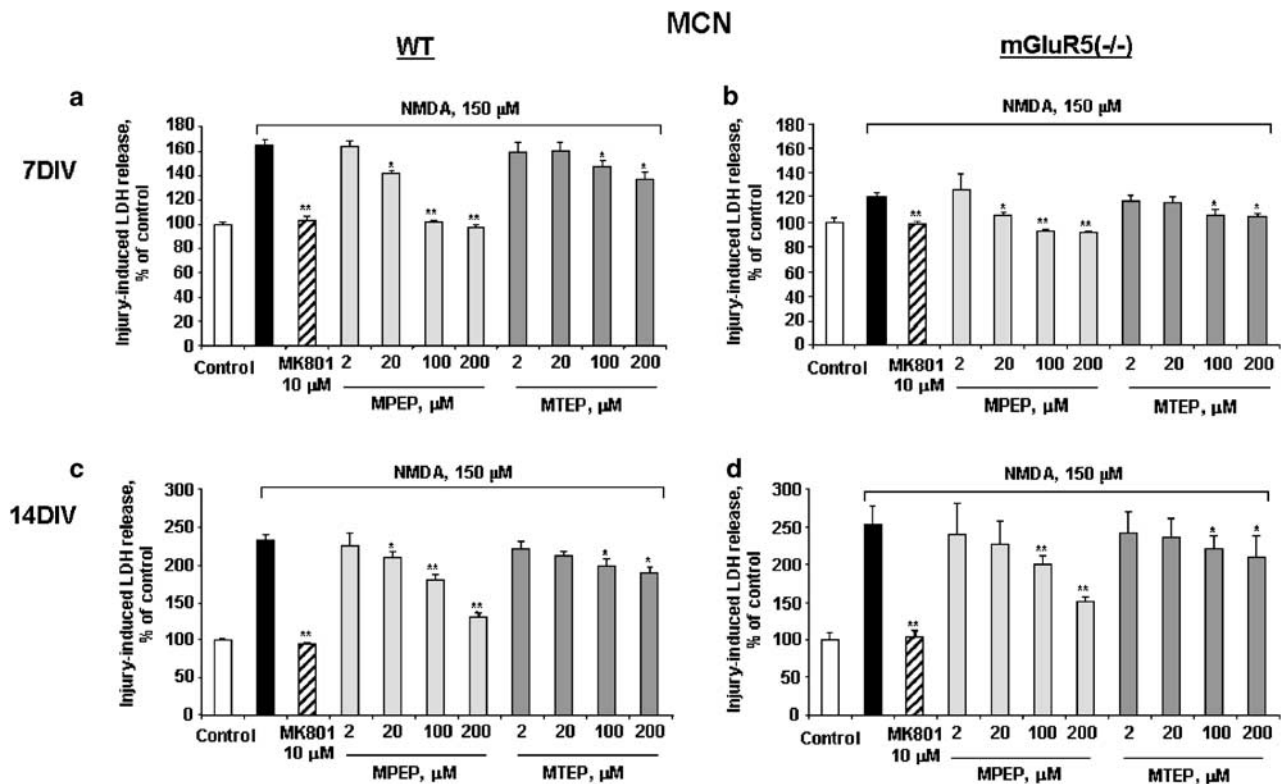 MCN
WT
mGluR5(-/-)
a
NMDA, 150 µM
7DIV
Injury-induced LDH release,
% of control
180
160
140
120
100
80
60
40
20
0
*
**
**
**
*
*
Control
MK801
10 µM
2
20
100
200
2
20
100
200
MPEP, µM
MTEP, µM
b
NMDA, 150 µM
Injury-induced LDH release,
% of control
180
160
140
120
100
80
60
40
20
0
**
*
**
**
*
*
Control
MK801
10 µM
2
20
100
200
2
20
100
200
MPEP, µM
MTEP, µM
c
NMDA, 150 µM
14DIV
Injury-induced LDH release,
% of control
300
250
200
150
100
50
0
**
*
**
**
*
*
Control
MK801
10 µM
2
20
100
200
2
20
100
200
MPEP, µM
MTEP, µM
d
NMDA, 150 µM
Injury-induced LDH release,
% of control
300
250
200
150
100
50
0
**
**
**
*
*
Control
MK801
10 µM
2
20
100
200
2
20
100
200
MPEP, µM
MTEP, µM